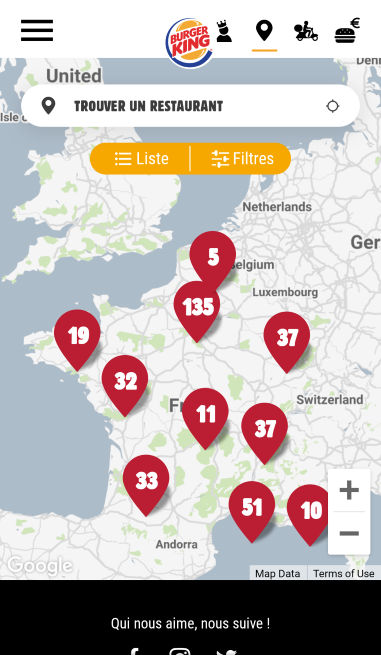 BURGER
KING
€
United
Denn
Isle o
TROUVER UN RESTAURANT
Liste
Filtres
Netherlands
Ger
5
Belgium
Luxembourg
135
19
37
32
Switzerland
11
Fr
37
33
51
10
+
−
Andorra
Google
Map Data
Terms of Use
Qui nous aime, nous suive !